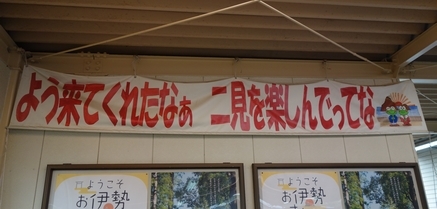 よう来てくれたなぁ 二見を楽しんでってな
ようこそ
お伊勢
ようこそ
お伊勢